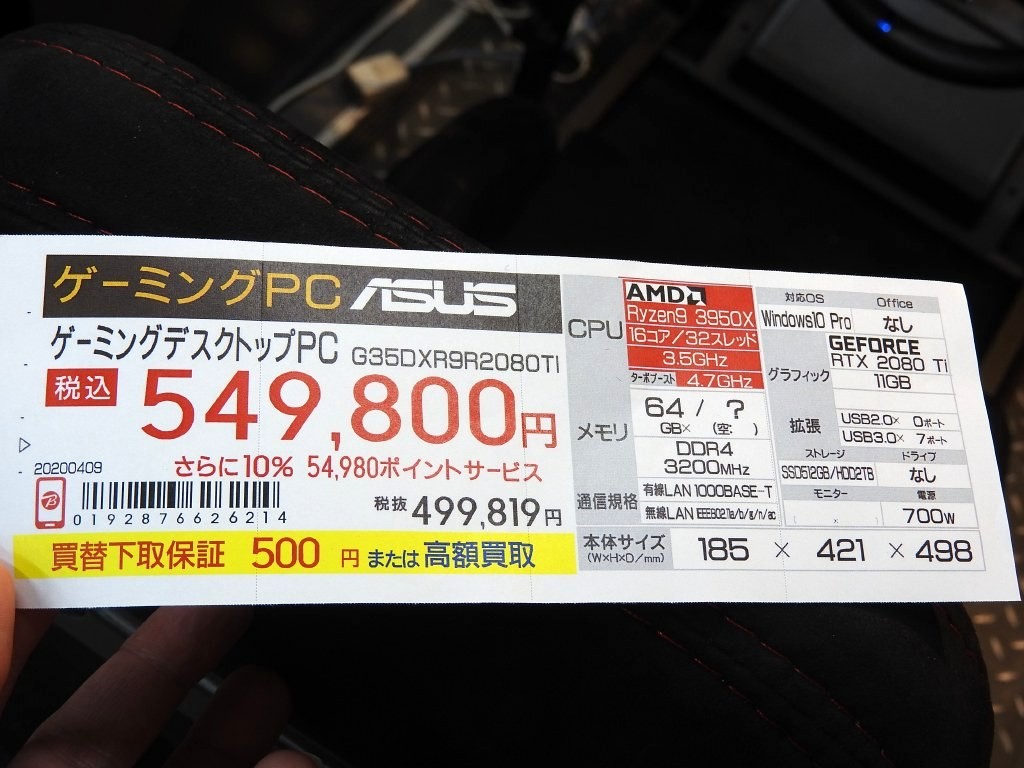 ゲーミングPC ASUS
ゲーミングデスクトップPC G35DXR9R2080TI
税込 549,800円
さらに10% 54,980ポイントサービス
20200409
0192876626214
税抜 499,819円
買替下取保証 500 円 または 高額買取
CPU
AMD
Ryzen9 3950X
16コア/32スレッド
3.5GHz
ターボブースト 4.7GHz
メモリ
64 / ?
GB× (空: )
DDR4
3200MHz
通信規格
有線LAN 1000BASE-T
無線LAN IEEE802.11a/b/g/n/ac
対応OS Office
Windows10 Pro なし
グラフィック
GEFORCE
RTX 2080 Ti
11GB
拡張
USB2.0× 0ポート
USB3.0× 7ポート
ストレージ ドライブ
SSD512GB/HDD2TB なし
モニター 電源
× 700W
本体サイズ
(W×H×D/mm)
185 × 421 × 498